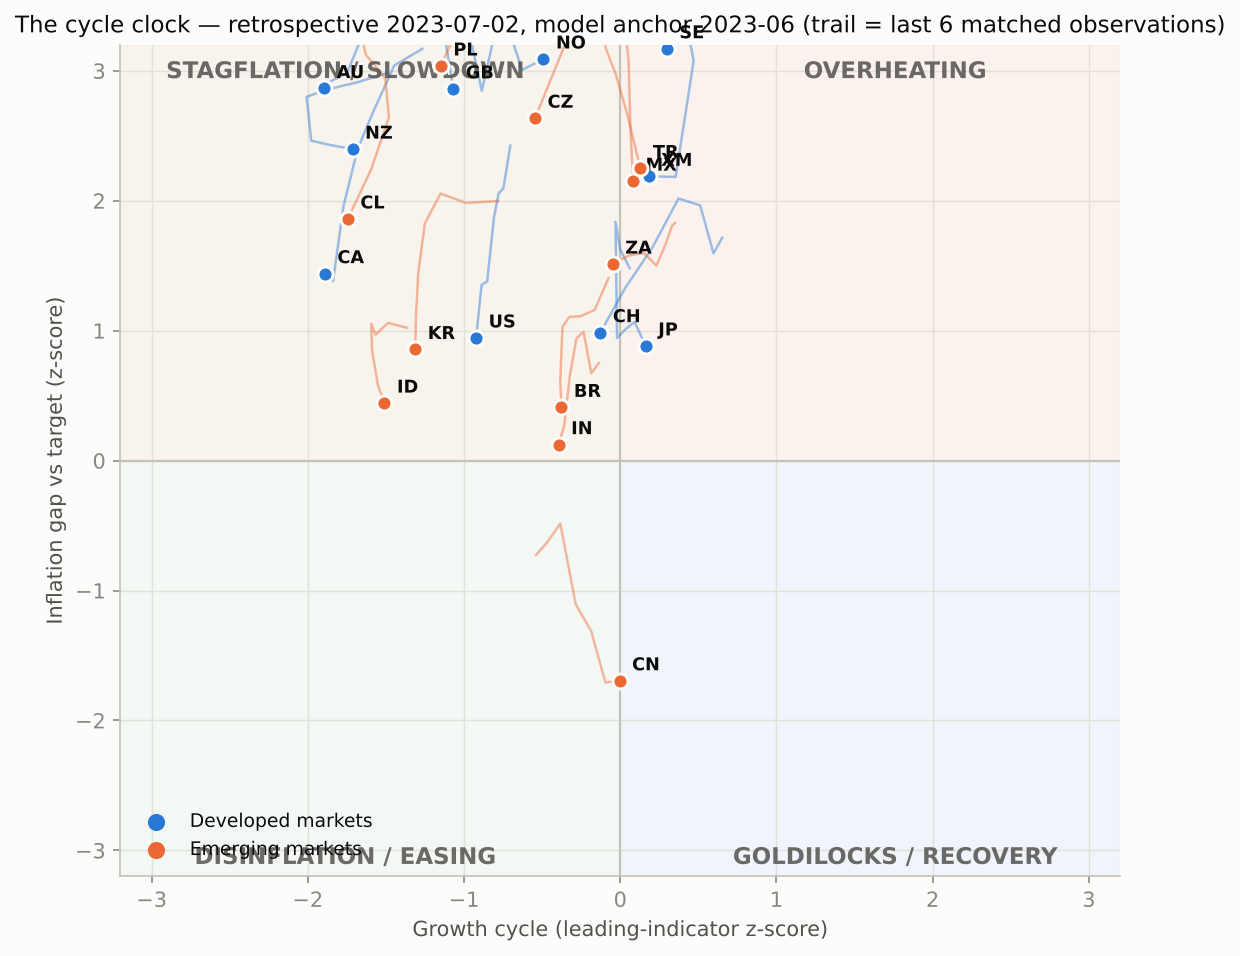 The cycle clock — retrospective 2023-07-02, model anchor 2023-06 (trail = last 6 matched observations)
SE
NO
PL
STAGFLATION / SLOWDOWN
OVERHEATING
AU
GB
CZ
NZ
TR
XM
MX
CL
ZA
CA
CH
US
JP
KR
ID
BR
IN
CN
3
2
1
0
−1
−2
−3
Inflation gap vs target (z-score)
Developed markets
Emerging markets
DISINFLATION / EASING
GOLDILOCKS / RECOVERY
−3
−2
−1
0
1
2
3
Growth cycle (leading-indicator z-score)